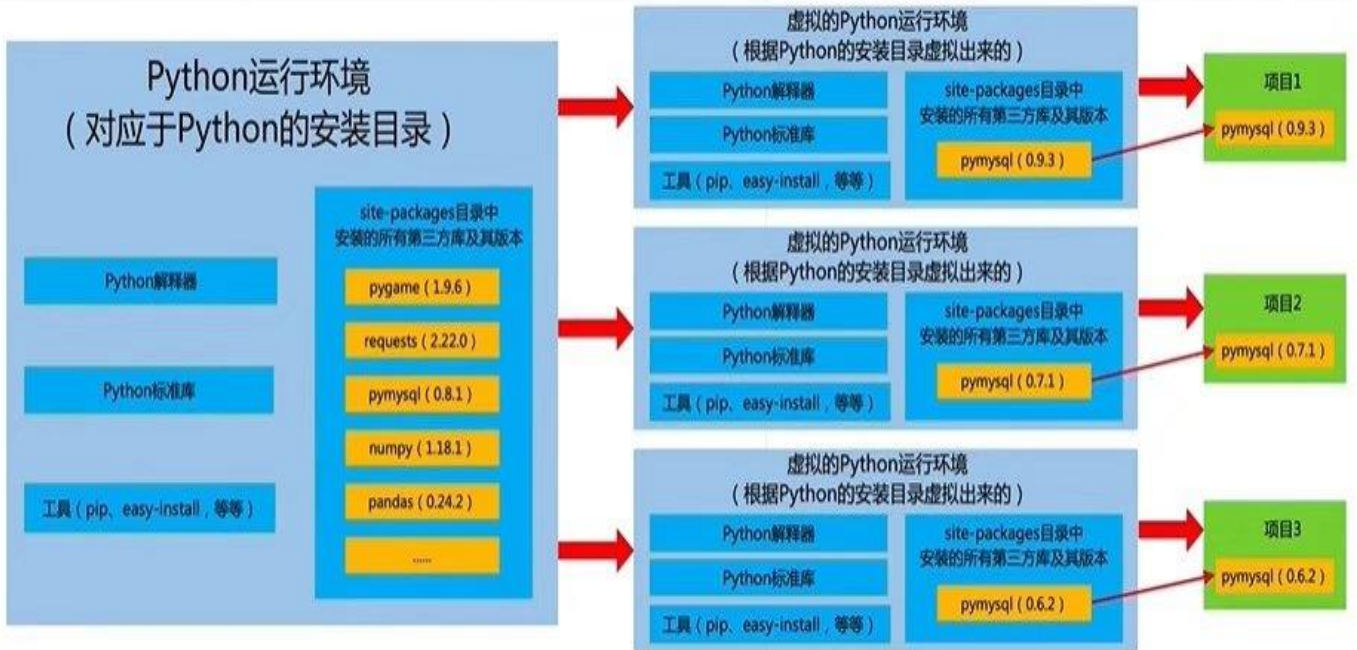 Python运行环境
（对应于Python的安装目录）
Python解释器
Python标准库
工具（pip、easy-install，等等）
site-packages目录中
安装的所有第三方库及其版本
pygame（1.9.6）
requests（2.22.0）
pymysql（0.8.1）
numpy（1.18.1）
pandas（0.24.2）
......
虚拟的Python运行环境
（根据Python的安装目录虚拟出来的）
Python解释器
Python标准库
工具（pip、easy-install，等等）
site-packages目录中
安装的所有第三方库及其版本
pymysql（0.9.3）
项目1
pymysql（0.9.3）
虚拟的Python运行环境
（根据Python的安装目录虚拟出来的）
Python解释器
Python标准库
工具（pip、easy-install，等等）
site-packages目录中
安装的所有第三方库及其版本
pymysql（0.7.1）
项目2
pymysql（0.7.1）
虚拟的Python运行环境
（根据Python的安装目录虚拟出来的）
Python解释器
Python标准库
工具（pip、easy-install，等等）
site-packages目录中
安装的所有第三方库及其版本
pymysql（0.6.2）
项目3
pymysql（0.6.2）